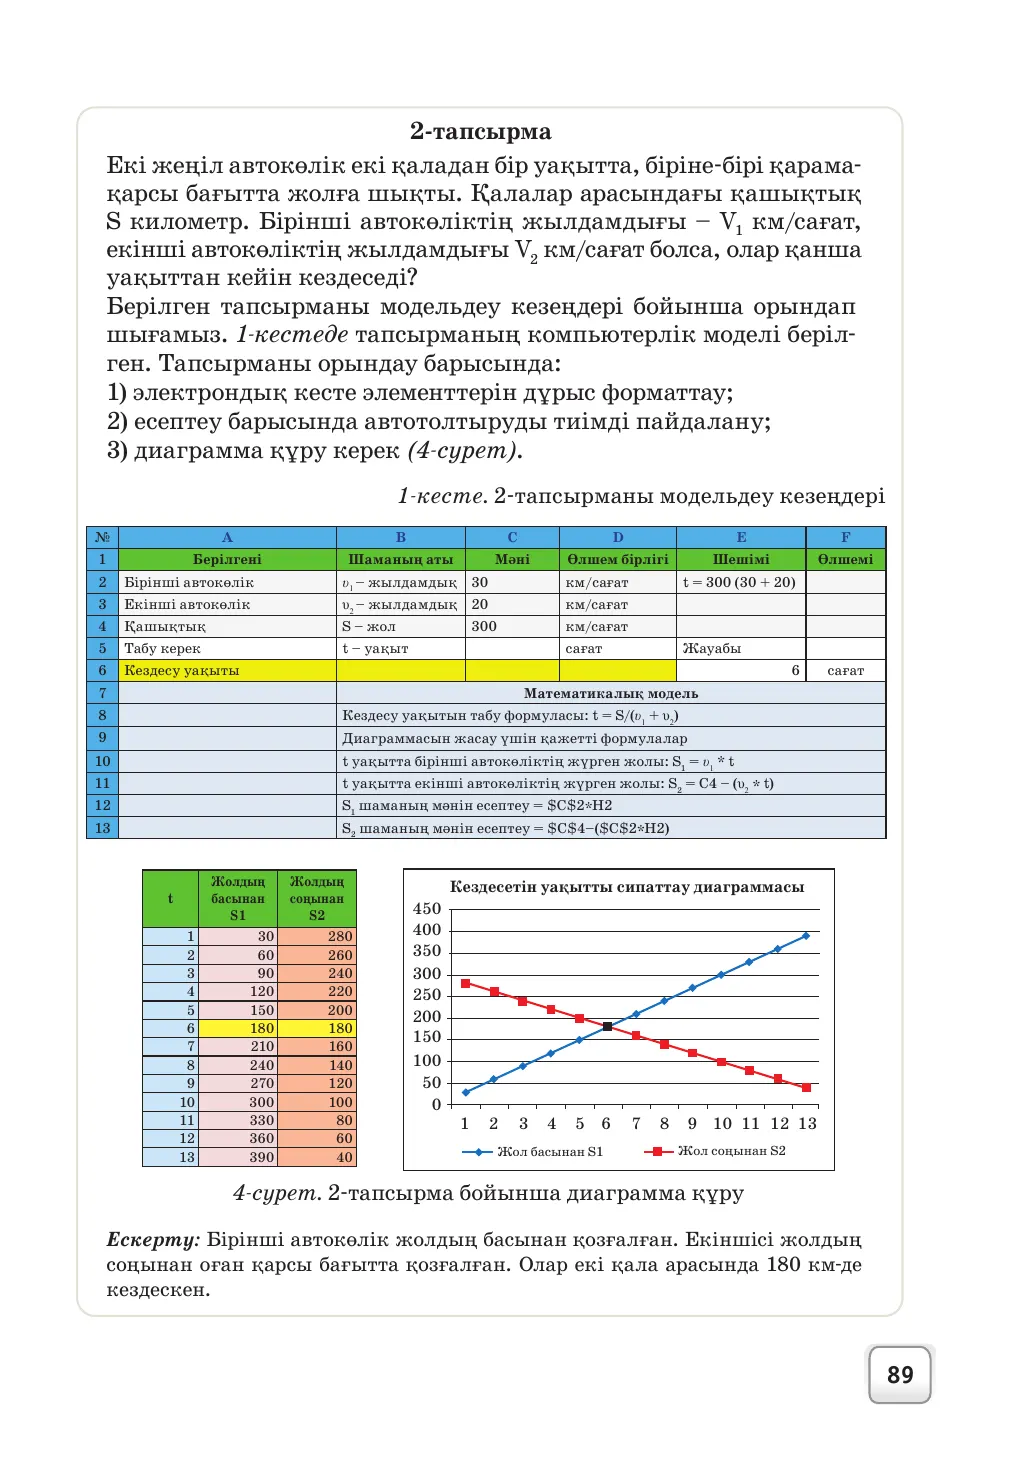 2-тапсырма
Екі жеңіл автокөлік екі қаладан бір уақытта, біріне-бірі қарама-
қарсы бағытта жолға шықты. Қалалар арасындағы қашықтық
S километр. Бірінші автокөліктің жылдамдығы – V₁ км/сағат,
екінші автокөліктің жылдамдығы V₂ км/сағат болса, олар қанша
уақыттан кейін кездеседі?
Берілген тапсырманы модельдеу кезеңдері бойынша орындап
шығамыз. 1-кестеде тапсырманың компьютерлік моделі беріл-
ген. Тапсырманы орындау барысында:
1) электрондық кесте элементтерін дұрыс форматтау;
2) есептеу барысында автотолтыруды тиімді пайдалану;
3) диаграмма құру керек (4-сурет).
1-кесте. 2-тапсырманы модельдеу кезеңдері
№ A B C D E F
1 Берілгені Шаманың аты Мәні Өлшем бірлігі Шешімі Өлшемі
2 Бірінші автокөлік υ₁ – жылдамдық 30 км/сағат t = 300 (30 + 20)
3 Екінші автокөлік υ₂ – жылдамдық 20 км/сағат
4 Қашықтық S – жол 300 км/сағат
5 Табу керек t – уақыт сағат Жауабы
6 Кездесу уақыты 6 сағат
7 Математикалық модель
8 Кездесу уақытын табу формуласы: t = S/(υ₁ + υ₂)
9 Диаграммасын жасау үшін қажетті формулалар
10 t уақытта бірінші автокөліктің жүрген жолы: S₁ = υ₁ * t
11 t уақытта екінші автокөліктің жүрген жолы: S₂ = C4 – (υ₂ * t)
12 S₁ шаманың мәнін есептеу = $C$2*H2
13 S₂ шаманың мәнін есептеу = $C$4–($C$2*H2)
t Жолдың басынан S1 Жолдың соңынан S2
1 30 280
2 60 260
3 90 240
4 120 220
5 150 200
6 180 180
7 210 160
8 240 140
9 270 120
10 300 100
11 330 80
12 360 60
13 390 40
Кездесетін уақытты сипаттау диаграммасы
450
400
350
300
250
200
150
100
50
0
1 2 3 4 5 6 7 8 9 10 11 12 13
Жол басынан S1 Жол соңынан S2
4-сурет. 2-тапсырма бойынша диаграмма құру
Ескерту: Бірінші автокөлік жолдың басынан қозғалған. Екіншісі жолдың
соңынан оған қарсы бағытта қозғалған. Олар екі қала арасында 180 км-де
кездескен.
89